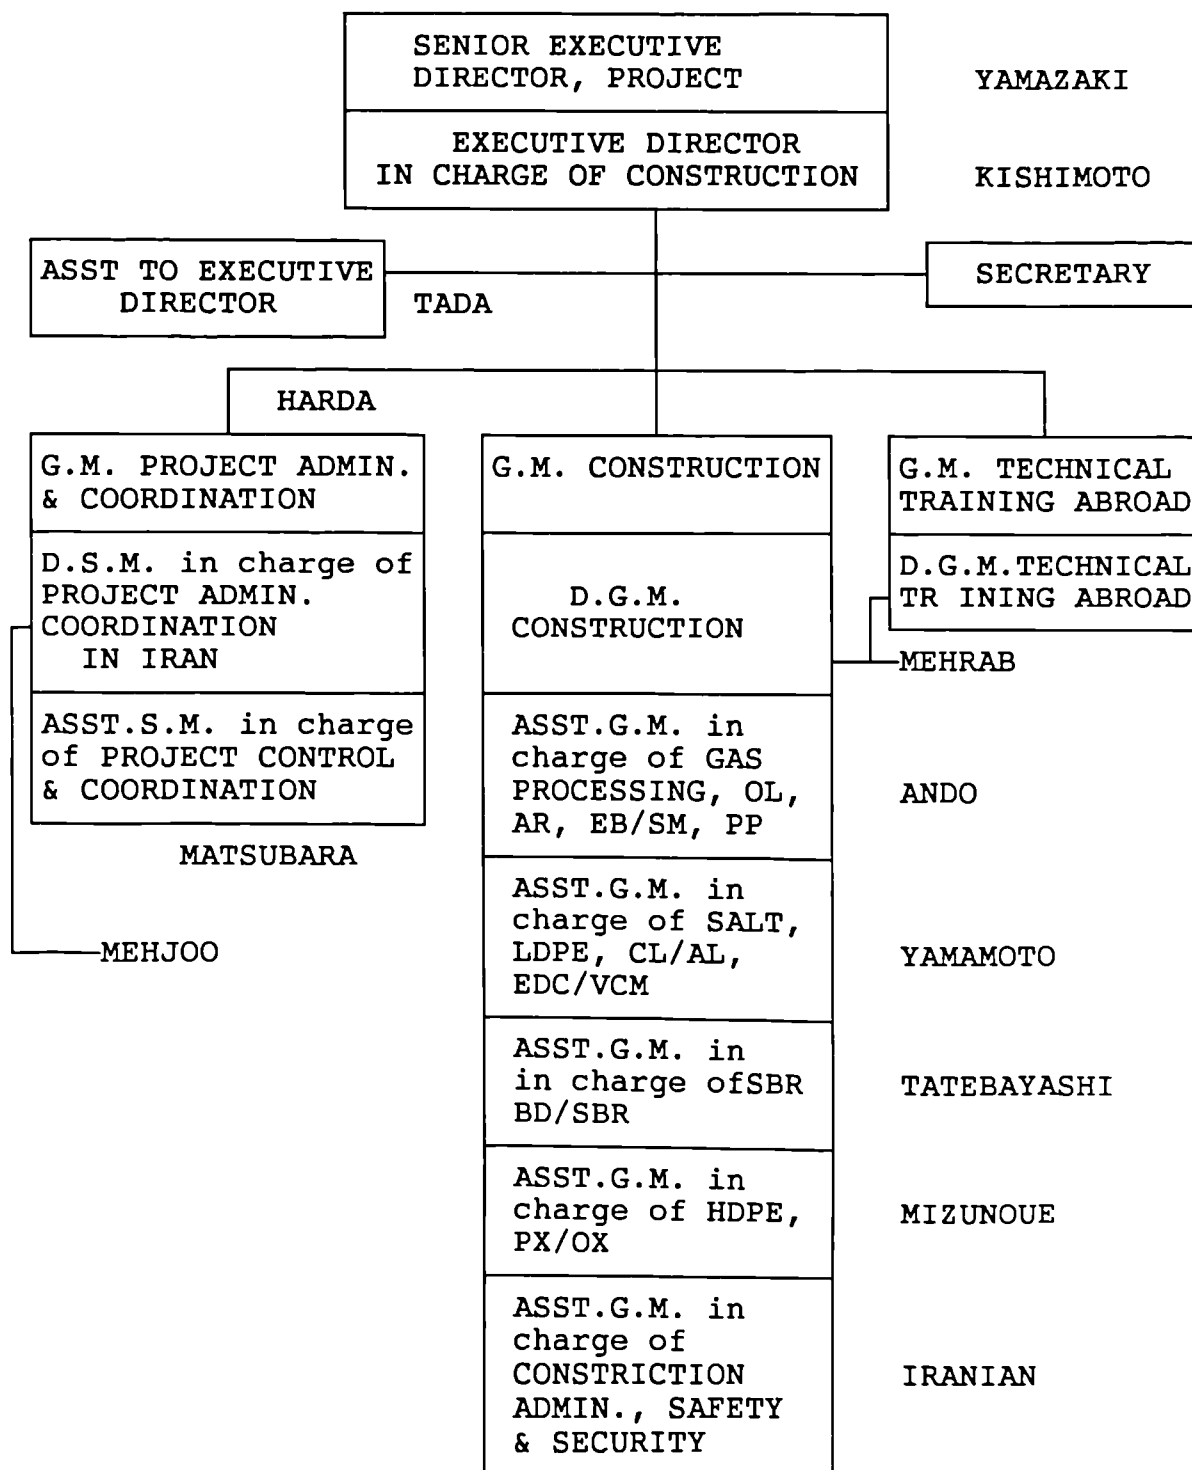 SENIOR EXECUTIVE
DIRECTOR, PROJECT
YAMAZAKI
EXECUTIVE DIRECTOR
IN CHARGE OF CONSTRUCTION
KISHIMOTO
ASST TO EXECUTIVE
DIRECTOR
TADA
SECRETARY
HARDA
G.M. PROJECT ADMIN.
& COORDINATION
D.S.M. in charge of
PROJECT ADMIN.
COORDINATION
IN IRAN
ASST.S.M. in charge
of PROJECT CONTROL
& COORDINATION
MATSUBARA
MEHJOO
G.M. CONSTRUCTION
D.G.M.
CONSTRUCTION
ASST.G.M. in
charge of GAS
PROCESSING, OL,
AR, EB/SM, PP
ANDO
ASST.G.M. in
charge of SALT,
LDPE, CL/AL,
EDC/VCM
YAMAMOTO
ASST.G.M. in
in charge ofSBR
BD/SBR
TATEBAYASHI
ASST.G.M. in
charge of HDPE,
PX/OX
MIZUNOUE
ASST.G.M. in
charge of
CONSTRICTION
ADMIN., SAFETY
& SECURITY
IRANIAN
G.M. TECHNICAL
TRAINING ABROAD
D.G.M.TECHNICAL
TR INING ABROAD
MEHRAB